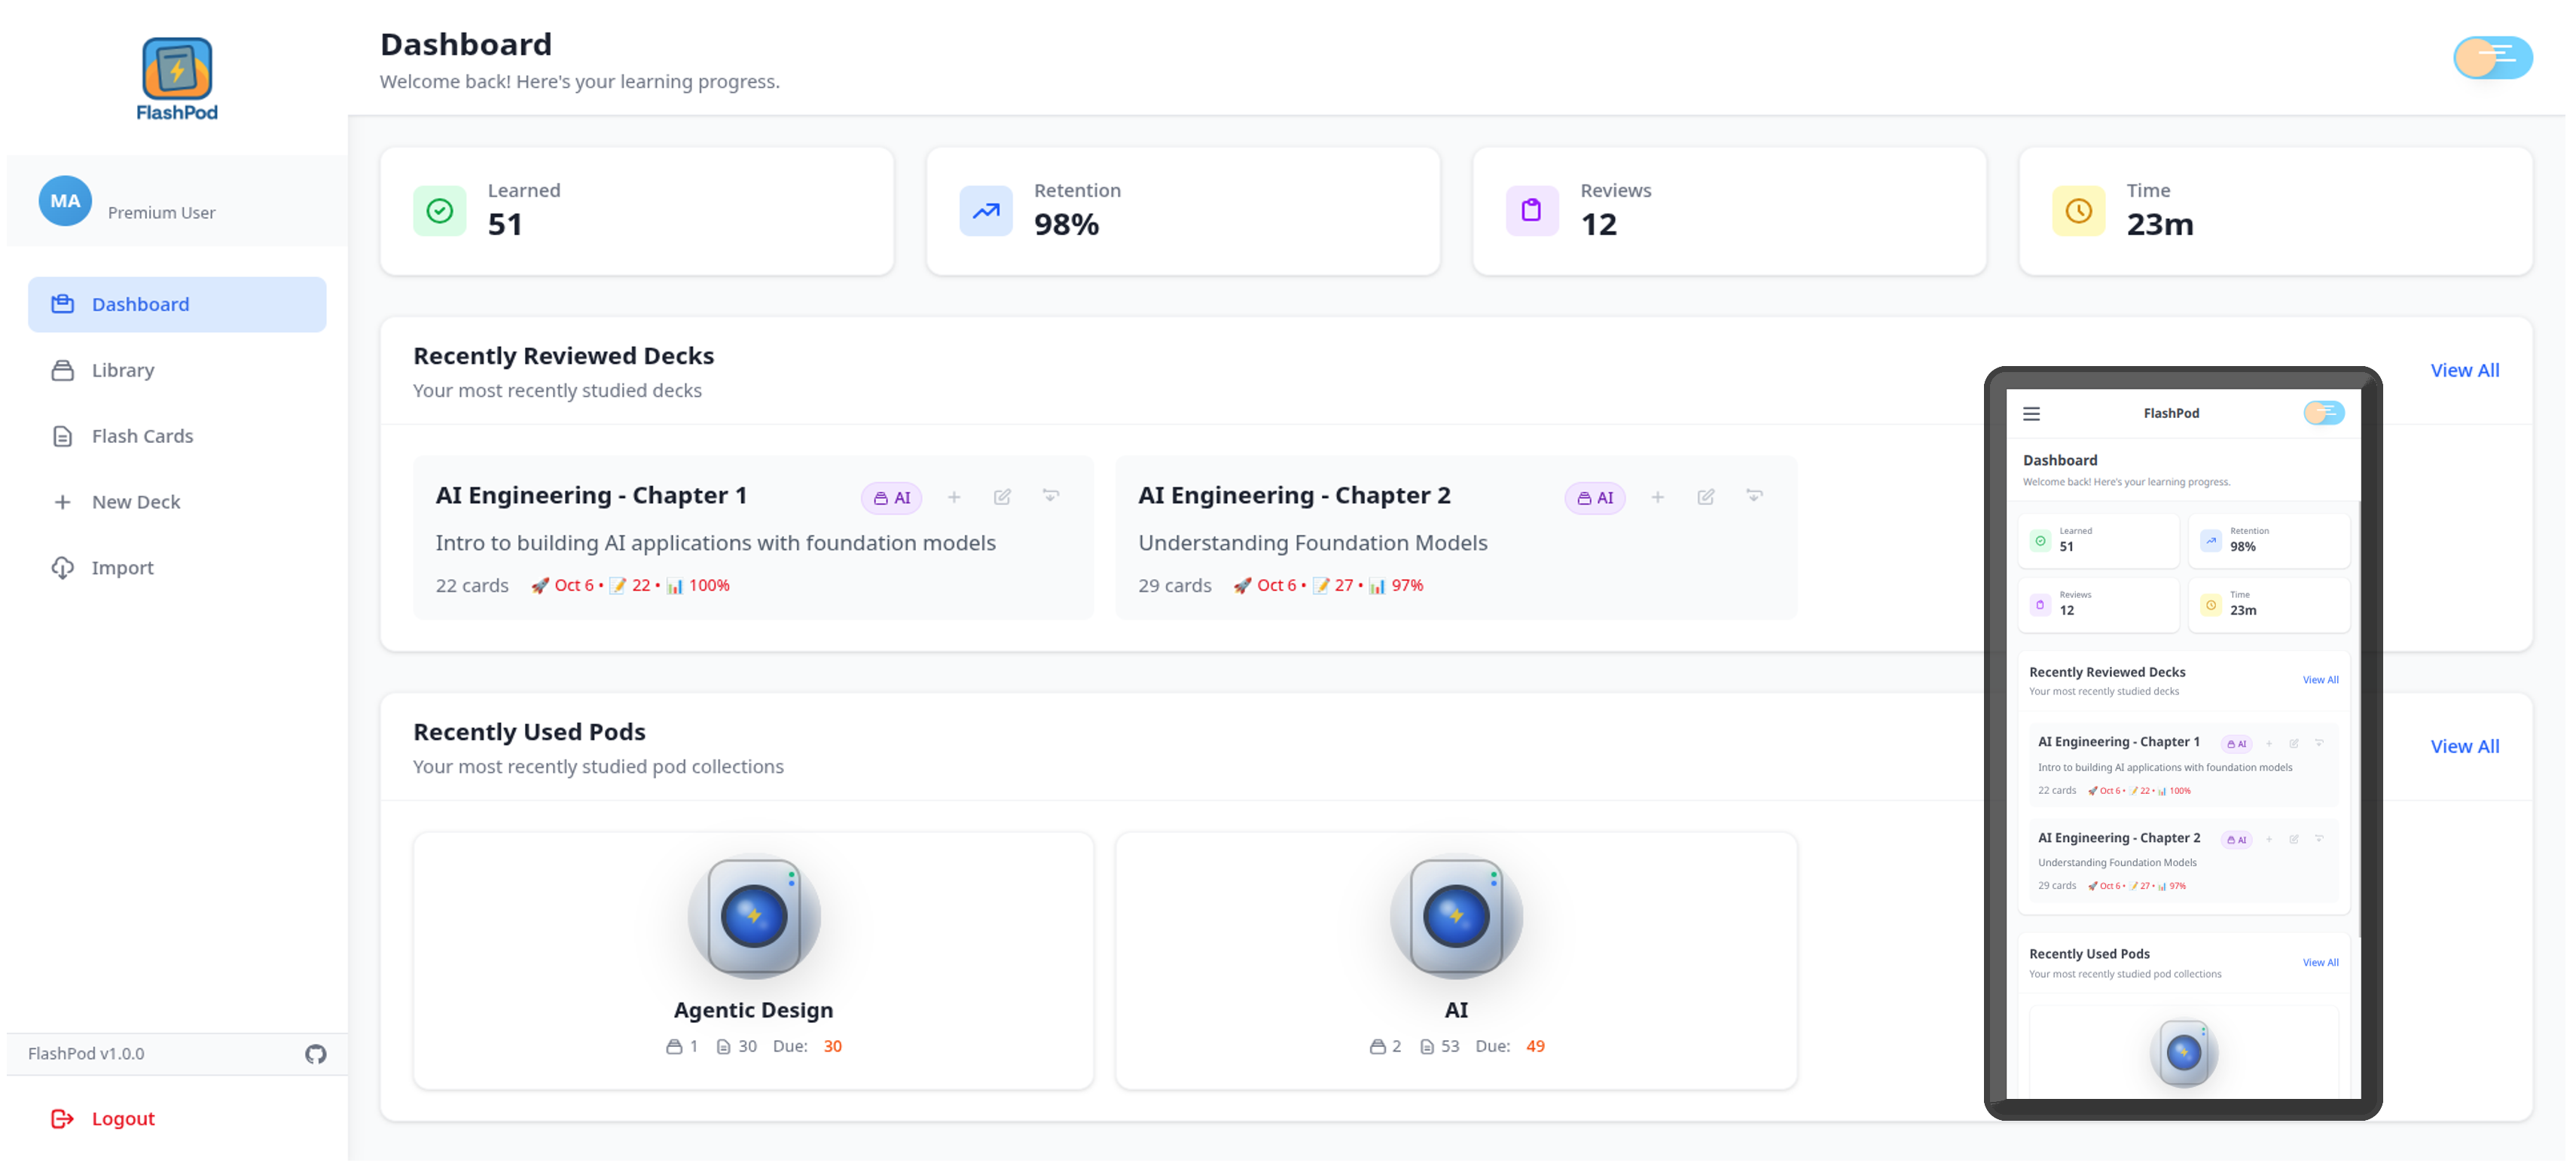 FlashPod
MA
Premium User
Dashboard
Library
Flash Cards
New Deck
Import
FlashPod v1.0.0
Logout
Dashboard
Welcome back! Here's your learning progress.
Learned
51
Retention
98%
Reviews
12
Time
23m
Recently Reviewed Decks
Your most recently studied decks
View All
AI Engineering - Chapter 1
AI
Intro to building AI applications with foundation models
22 cards 🚀 Oct 6 • 📝 22 • 📊 100%
AI Engineering - Chapter 2
AI
Understanding Foundation Models
29 cards 🚀 Oct 6 • 📝 27 • 📊 97%
Recently Used Pods
Your most recently studied pod collections
View All
Agentic Design
1 30 Due: 30
AI
2 53 Due: 49
FlashPod
Dashboard
Welcome back! Here's your learning progress.
Learned
51
Retention
98%
Reviews
12
Time
23m
Recently Reviewed Decks
Your most recently studied decks
View All
AI Engineering - Chapter 1
AI
Intro to building AI applications with foundation models
22 cards 🚀 Oct 6 • 📝 22 • 📊 100%
AI Engineering - Chapter 2
AI
Understanding Foundation Models
29 cards 🚀 Oct 6 • 📝 27 • 📊 97%
Recently Used Pods
Your most recently studied pod collections
View All